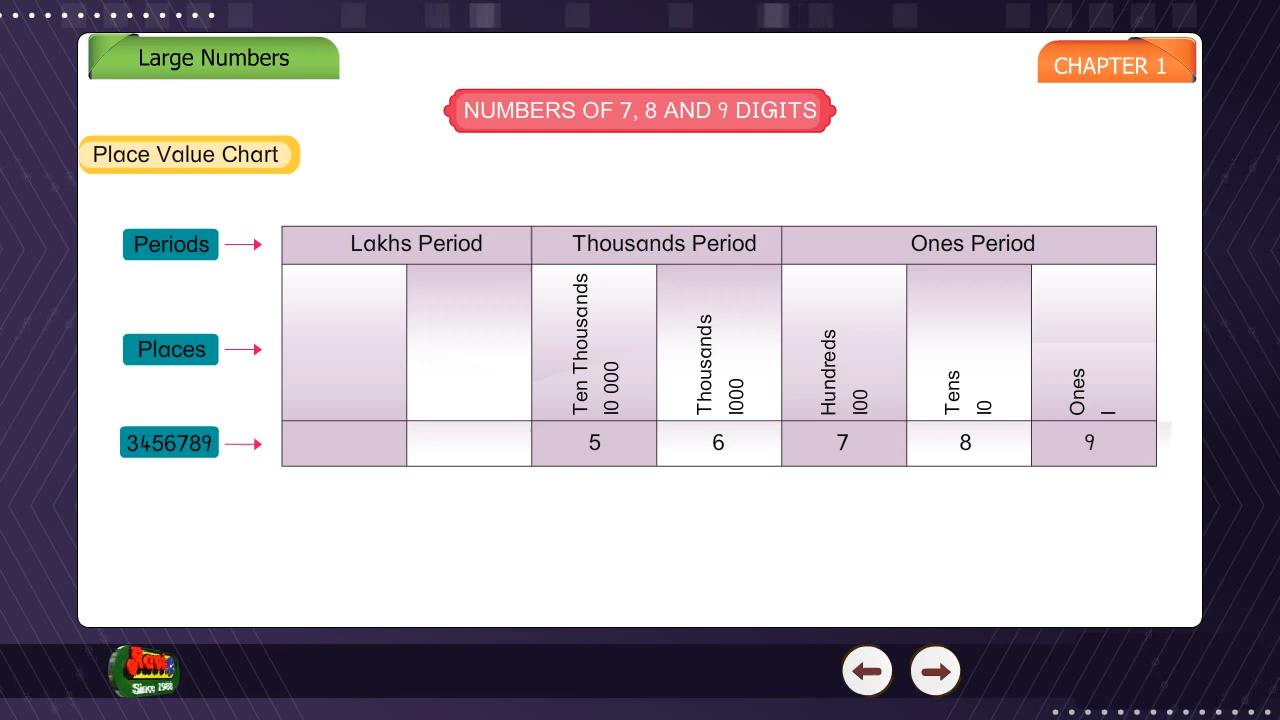 Large Numbers
CHAPTER 1
NUMBERS OF 7, 8 AND 9 DIGITS
Place Value Chart
Periods
Lakhs Period
Thousands Period
Ones Period
Places
Ten Thousands
10 000
Thousands
1000
Hundreds
100
Tens
10
Ones
1
3456789
5
6
7
8
9
Since 1988